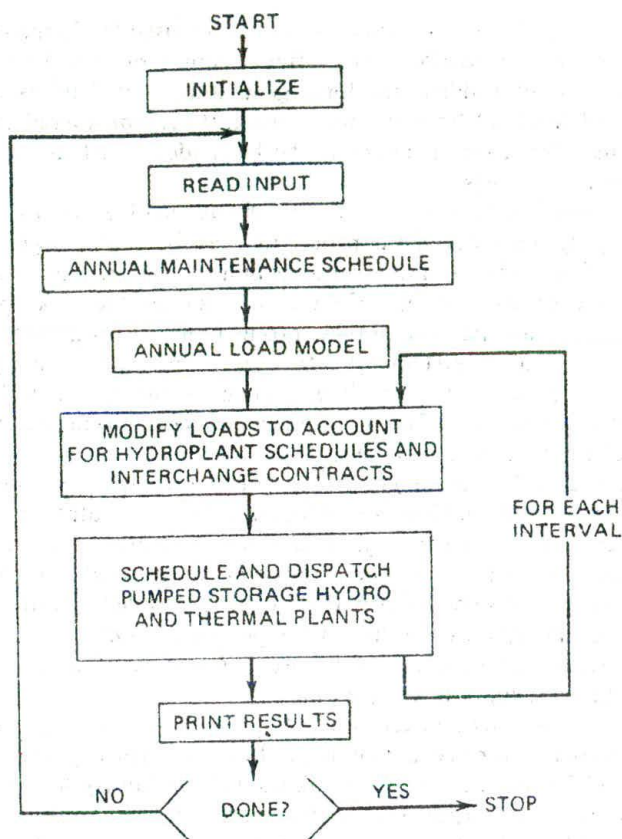 START
INITIALIZE
READ INPUT
ANNUAL MAINTENANCE SCHEDULE
ANNUAL LOAD MODEL
MODIFY LOADS TO ACCOUNT
FOR HYDROPLANT SCHEDULES AND
INTERCHANGE CONTRACTS
FOR EACH
INTERVAL
SCHEDULE AND DISPATCH
PUMPED STORAGE HYDRO
AND THERMAL PLANTS
PRINT RESULTS
NO
DONE?
YES
STOP